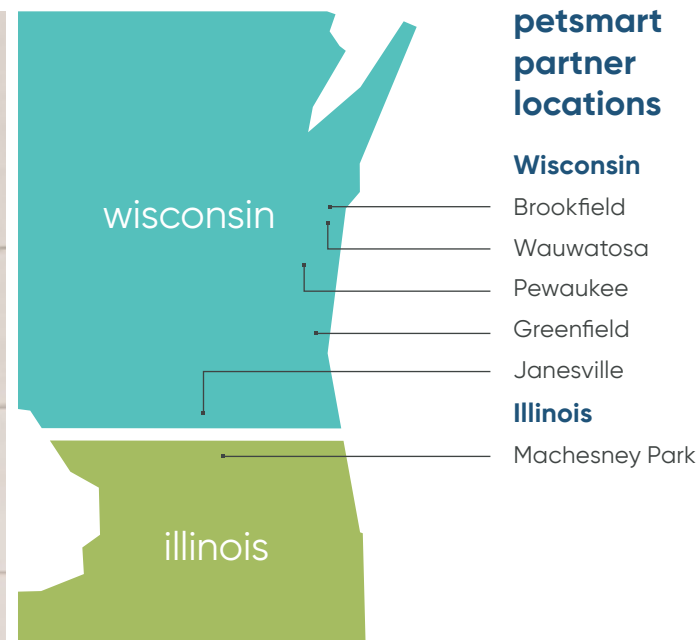 petsmart
partner
locations
Wisconsin
Brookfield
Wauwatosa
Pewaukee
Greenfield
Janesville
Illinois
Machesney Park
wisconsin
illinois